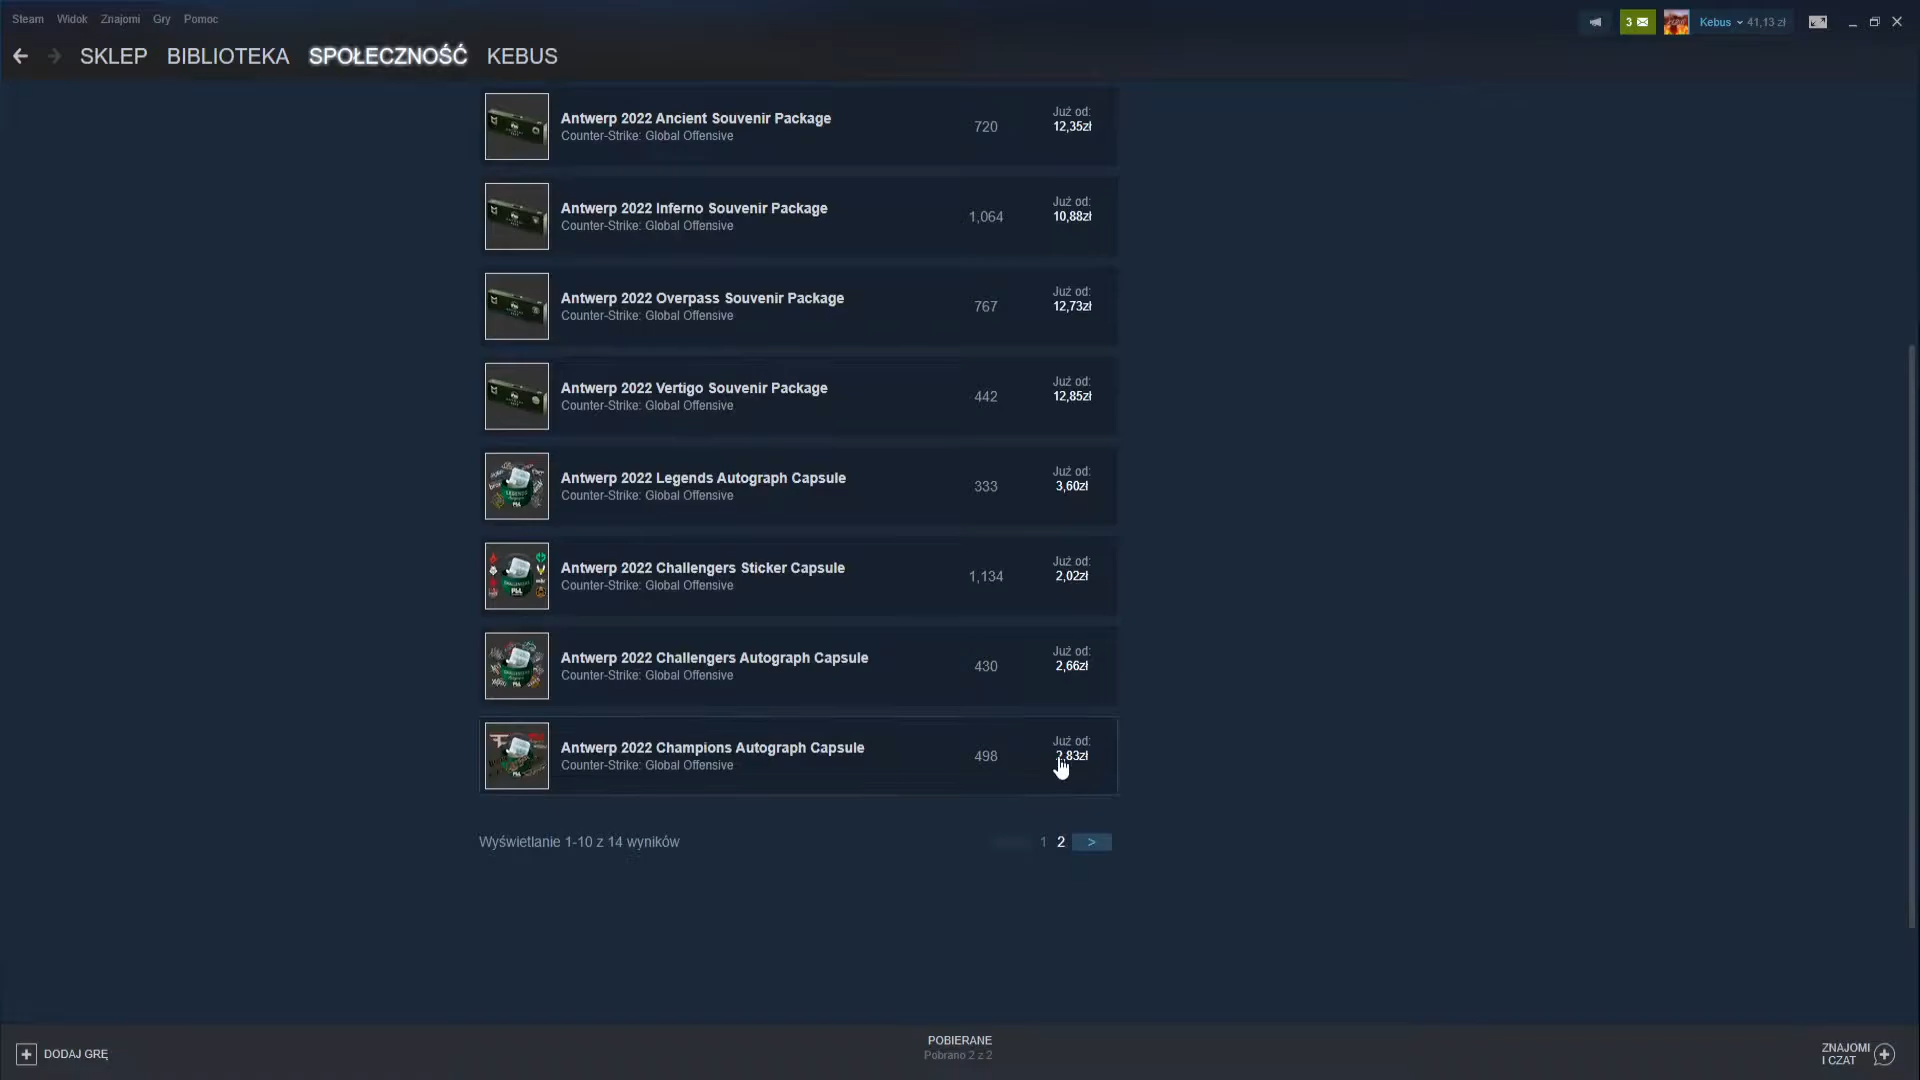 Steam Widok Znajomi Gry Pomoc
3 Kebus 41,13 zł
SKLEP BIBLIOTEKA SPOŁECZNOŚĆ KEBUS
Antwerp 2022 Ancient Souvenir Package
Counter-Strike: Global Offensive
720
Już od:
12,35zł
Antwerp 2022 Inferno Souvenir Package
Counter-Strike: Global Offensive
1,064
Już od:
10,88zł
Antwerp 2022 Overpass Souvenir Package
Counter-Strike: Global Offensive
767
Już od:
12,73zł
Antwerp 2022 Vertigo Souvenir Package
Counter-Strike: Global Offensive
442
Już od:
12,85zł
Antwerp 2022 Legends Autograph Capsule
Counter-Strike: Global Offensive
333
Już od:
3,60zł
Antwerp 2022 Challengers Sticker Capsule
Counter-Strike: Global Offensive
1,134
Już od:
2,02zł
Antwerp 2022 Challengers Autograph Capsule
Counter-Strike: Global Offensive
430
Już od:
2,66zł
Antwerp 2022 Champions Autograph Capsule
Counter-Strike: Global Offensive
498
Już od:
2,83zł
Wyświetlanie 1-10 z 14 wyników
1 2 >
DODAJ GRĘ
POBIERANE
Pobrano 2 z 2
ZNAJOMI
I CZAT